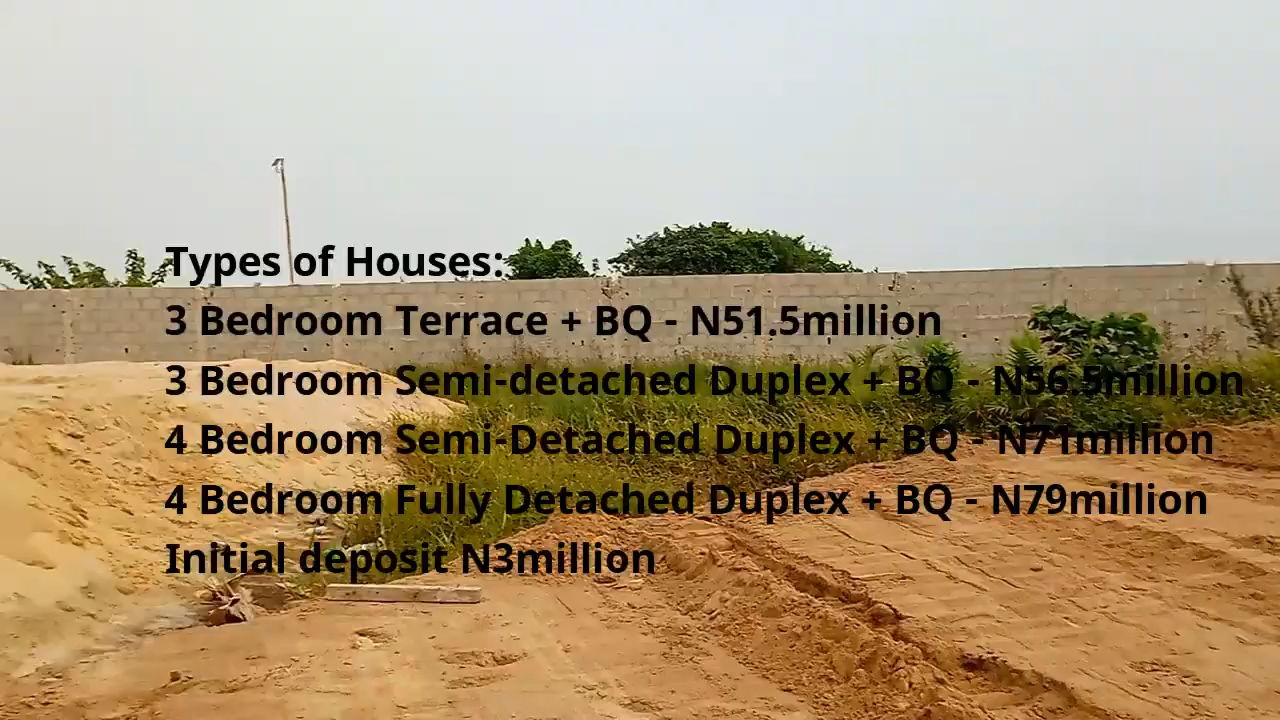 Types of Houses:
3 Bedroom Terrace + BQ - N51.5million
3 Bedroom Semi-detached Duplex + BQ - N56.5million
4 Bedroom Semi-Detached Duplex + BQ - N71million
4 Bedroom Fully Detached Duplex + BQ - N79million
Initial deposit N3million